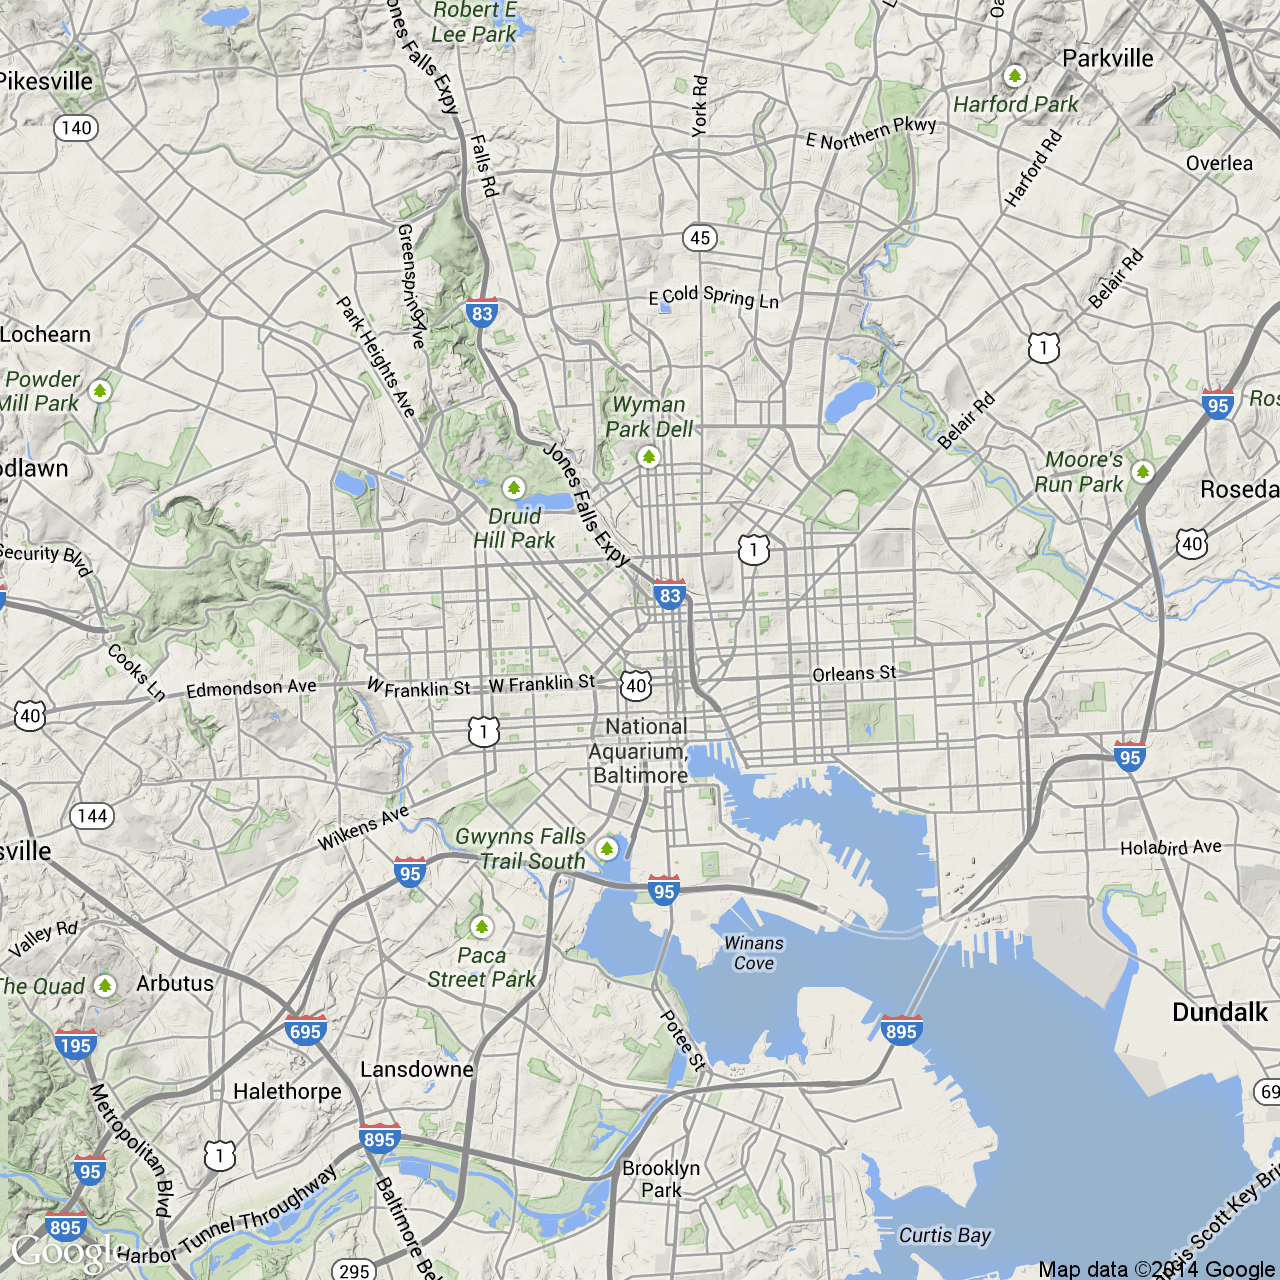 Robert E
Lee Park
Jones Falls Expy
Parkville
Pikesville
Harford Park
140
York Rd
E Northern Pkwy
Falls Rd
Harford Rd
Overlea
45
Greenspring Ave
Belair Rd
E Cold Spring Ln
83
Park Heights Ave
Lochearn
1
Powder
Mill Park
Wyman
Park Dell
95
Belair Rd
Jones Falls Expy
Moore's
Run Park
Druid
Hill Park
40
Security Blvd
1
83
Cooks Ln
Edmondson Ave
W Franklin St
W Franklin St
40
Orleans St
40
1
National
Aquarium,
Baltimore
95
144
Wilkens Ave
Gwynns Falls
Trail South
Holabird Ave
95
95
Valley Rd
Winans
Cove
Paca
Street Park
The Quad
Arbutus
Dundalk
195
695
Potee St
895
Lansdowne
Halethorpe
Metropolitan Blvd
1
895
95
Brooklyn
Park
Harbor Tunnel Throughway
895
Curtis Bay
Google
295
Map data ©2014 Google